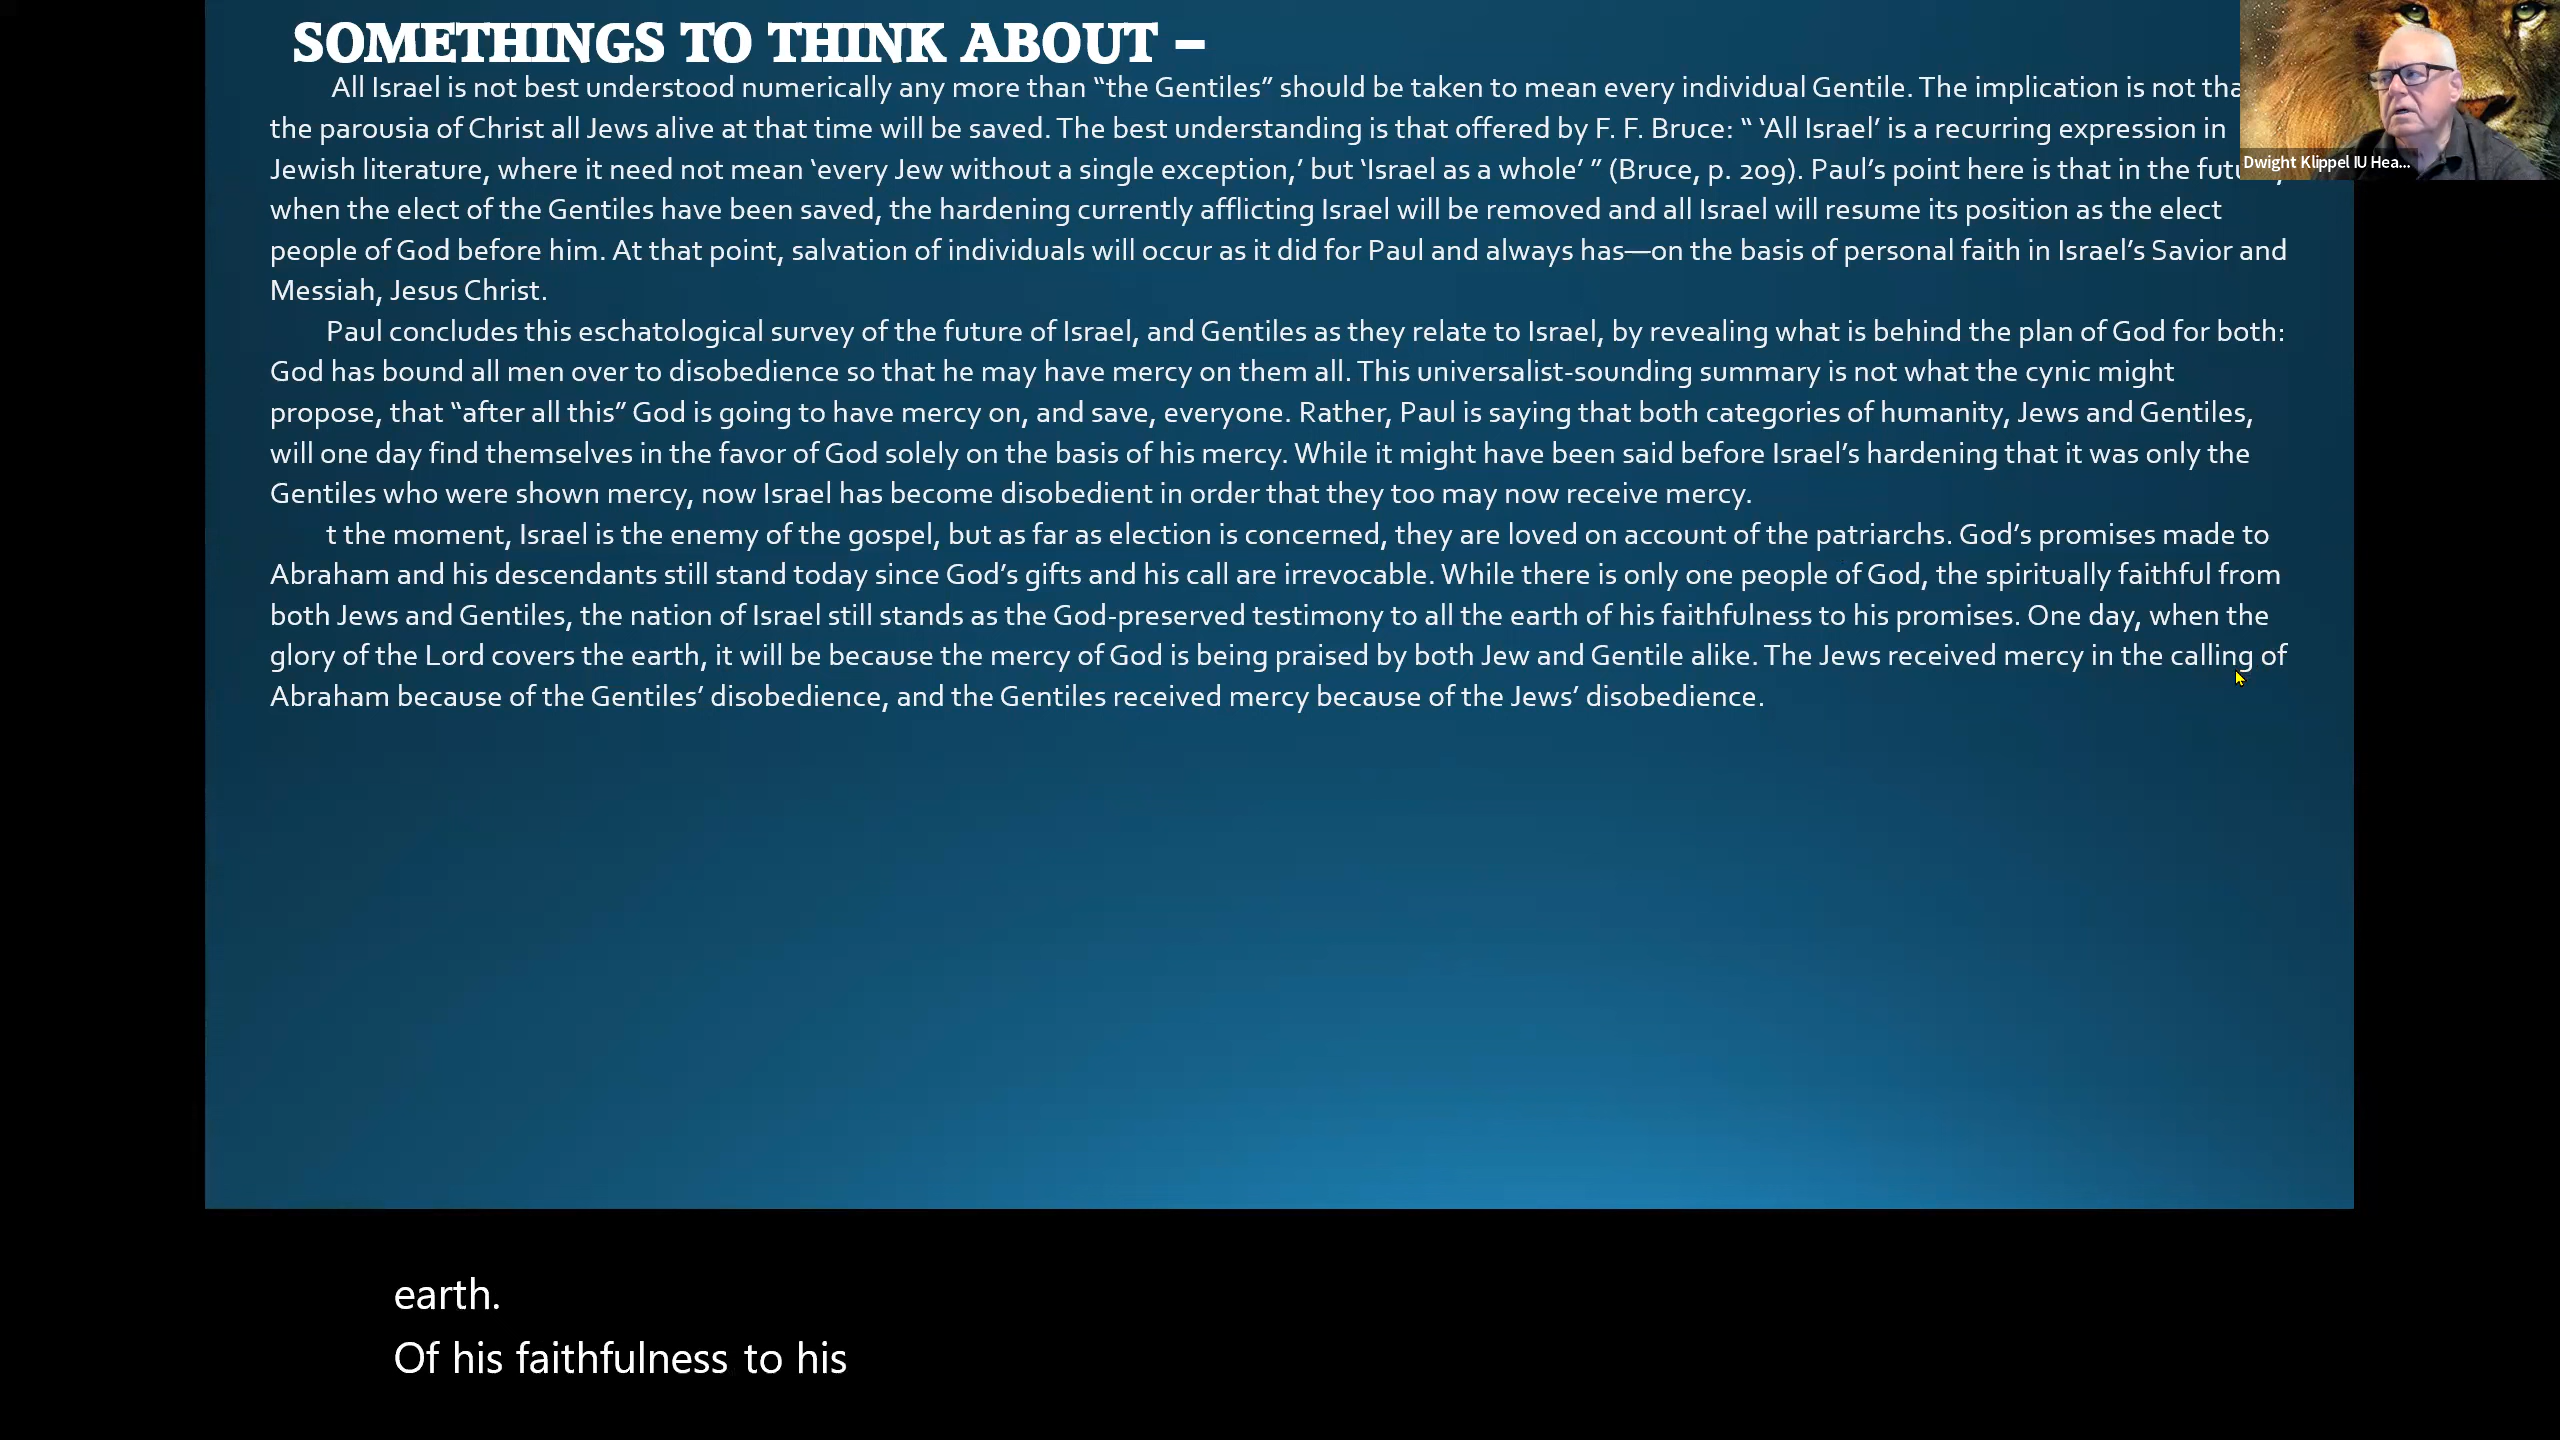 SOMETHINGS TO THINK ABOUT –
All Israel is not best understood numerically any more than “the Gentiles” should be taken to mean every individual Gentile. The implication is not
the parousia of Christ all Jews alive at that time will be saved. The best understanding is that offered by F. F. Bruce: “ ‘All Israel’ is a recurring expression in
Jewish literature, where it need not mean ‘every Jew without a single exception,’ but ‘Israel as a whole’ ” (Bruce, p. 209). Paul’s point here is that in the
when the elect of the Gentiles have been saved, the hardening currently afflicting Israel will be removed and all Israel will resume its position as the elect
people of God before him. At that point, salvation of individuals will occur as it did for Paul and always has—on the basis of personal faith in Israel’s Savior and
Messiah, Jesus Christ.
Paul concludes this eschatological survey of the future of Israel, and Gentiles as they relate to Israel, by revealing what is behind the plan of God for both:
God has bound all men over to disobedience so that he may have mercy on them all. This universalist-sounding summary is not what the cynic might
propose, that “after all this” God is going to have mercy on, and save, everyone. Rather, Paul is saying that both categories of humanity, Jews and Gentiles,
will one day find themselves in the favor of God solely on the basis of his mercy. While it might have been said before Israel’s hardening that it was only the
Gentiles who were shown mercy, now Israel has become disobedient in order that they too may now receive mercy.
t the moment, Israel is the enemy of the gospel, but as far as election is concerned, they are loved on account of the patriarchs. God’s promises made to
Abraham and his descendants still stand today since God’s gifts and his call are irrevocable. While there is only one people of God, the spiritually faithful from
both Jews and Gentiles, the nation of Israel still stands as the God-preserved testimony to all the earth of his faithfulness to his promises. One day, when the
glory of the Lord covers the earth, it will be because the mercy of God is being praised by both Jew and Gentile alike. The Jews received mercy in the calling of
Abraham because of the Gentiles’ disobedience, and the Gentiles received mercy because of the Jews’ disobedience.
Dwight Klippel IU Hea...
earth.
Of his faithfulness to his